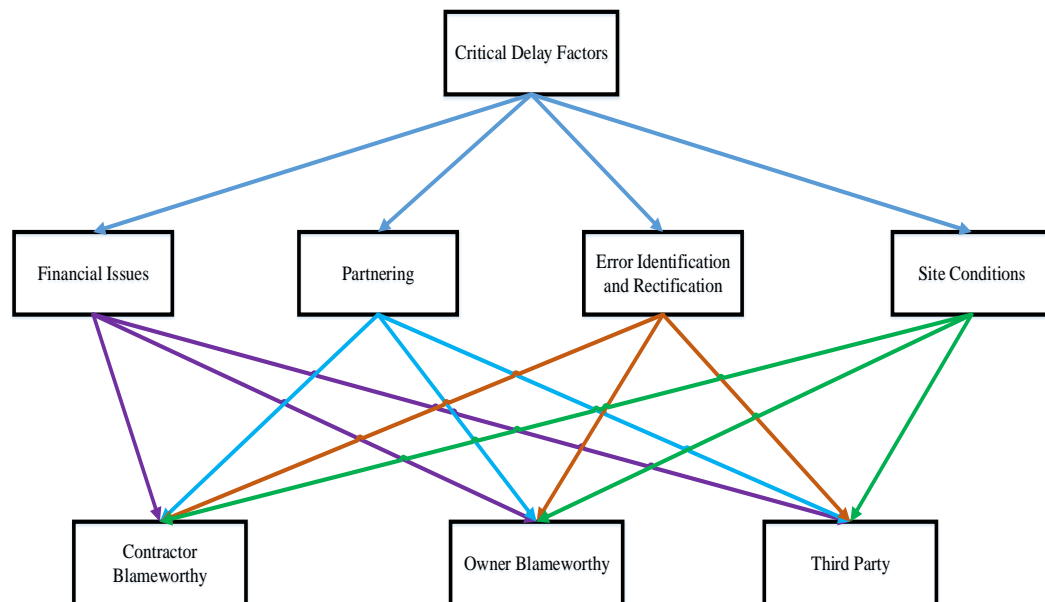 Critical Delay Factors
Financial Issues
Partnering
Error Identification
and Rectification
Site Conditions
Contractor
Blameworthy
Owner Blameworthy
Third Party